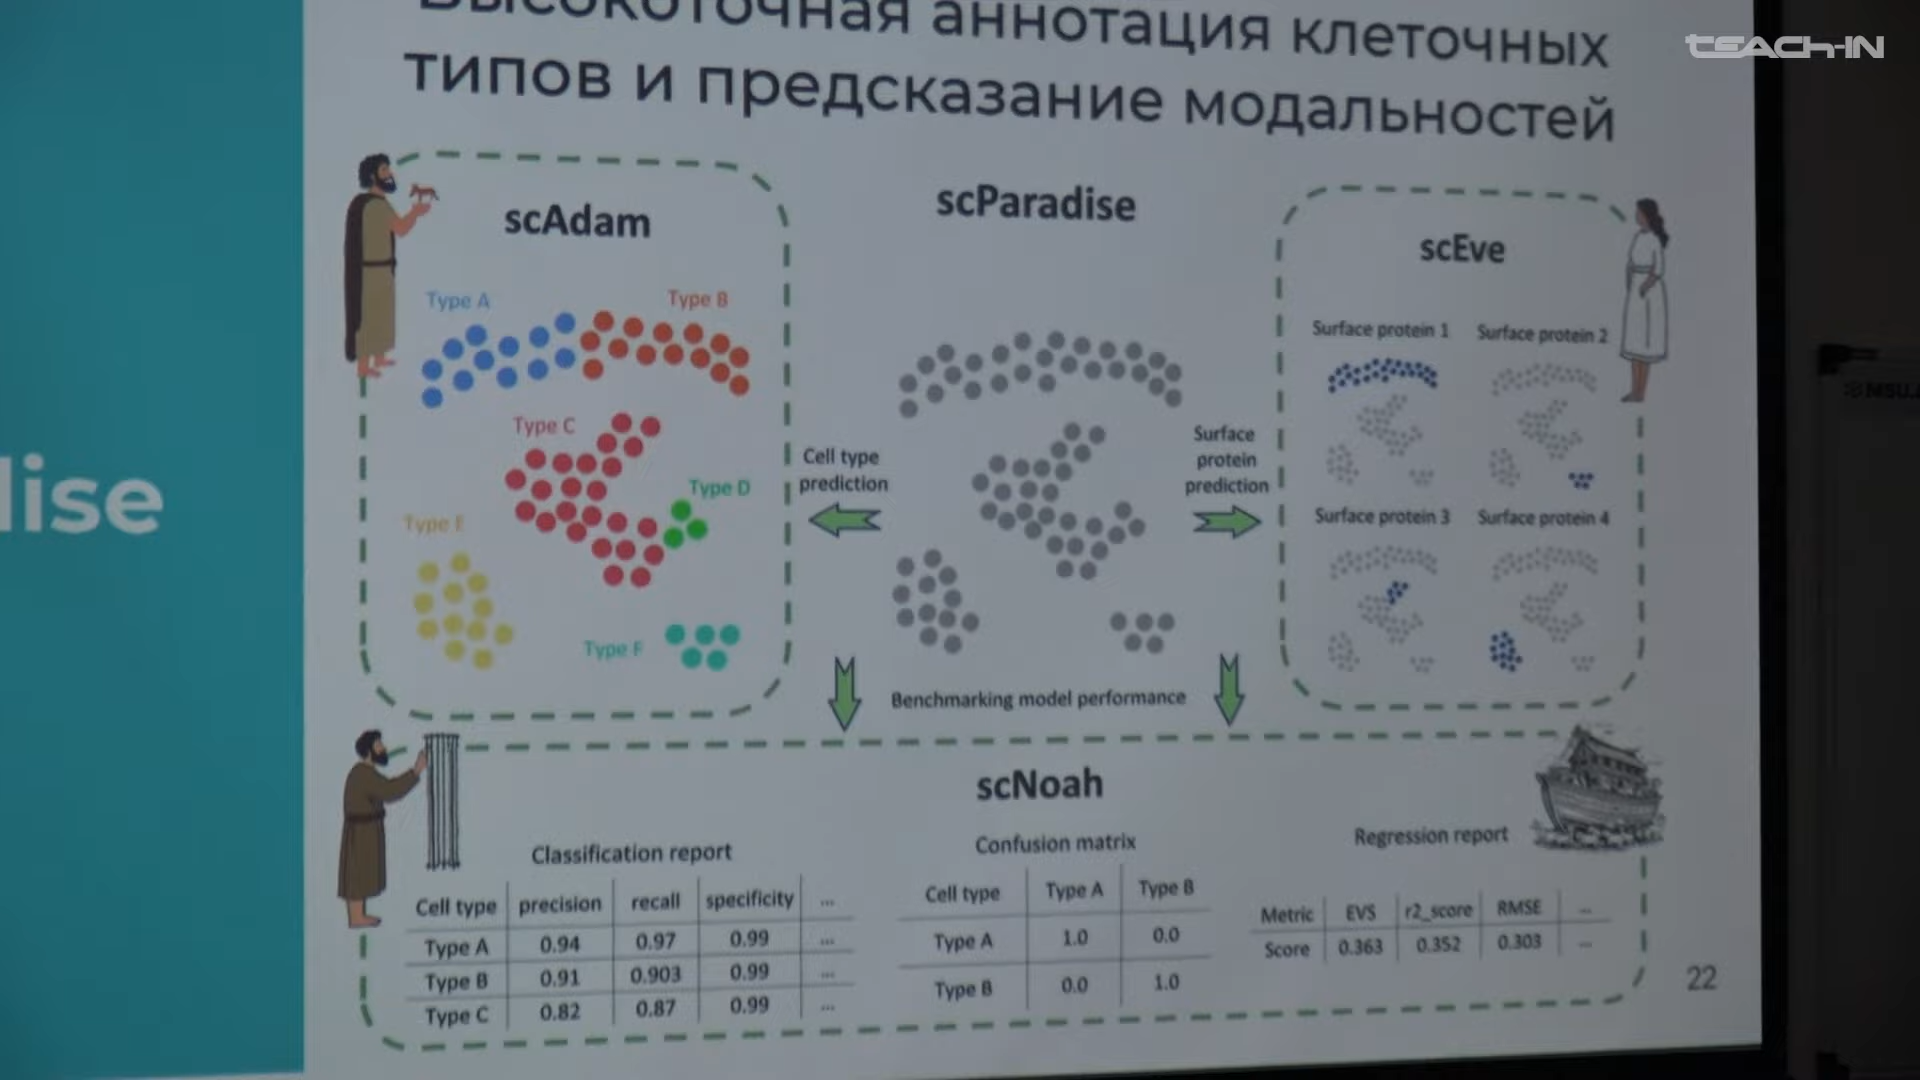 Высокоточная аннотация клеточных
типов и предсказание модальностей
TEACH-IN
lise
scAdam
scParadise
scEve
Type A
Type B
Type C
Type D
Type E
Type F
Cell type
prediction
Surface
protein
prediction
Surface protein 1
Surface protein 2
Surface protein 3
Surface protein 4
Benchmarking model performance
scNoah
Classification report
Cell type precision recall specificity ...
Type A 0.94 0.97 0.99 ...
Type B 0.91 0.903 0.99 ...
Type C 0.82 0.87 0.99 ...
Confusion matrix
Cell type Type A Type B
Type A 1.0 0.0
Type B 0.0 1.0
Regression report
Metric EVS r2_score RMSE ...
Score 0.363 0.352 0.303 ...
22